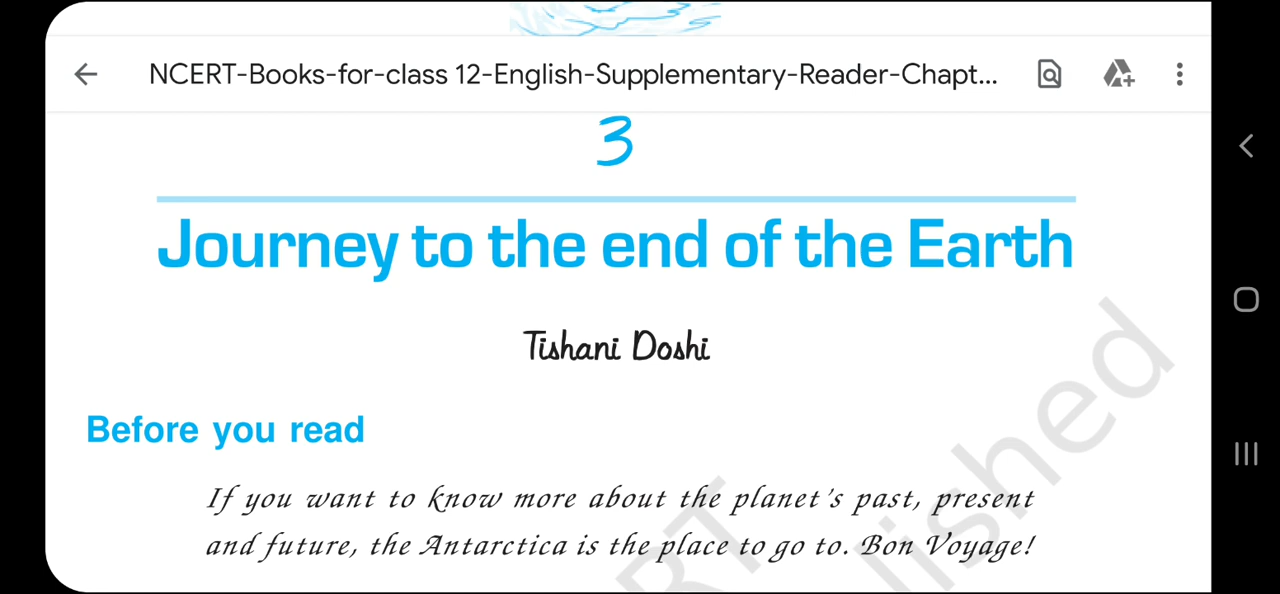 NCERT-Books-for-class 12-English-Supplementary-Reader-Chapt...
3
Journey to the end of the Earth
Tishani Doshi
Before you read
If you want to know more about the planet's past, present
and future, the Antarctica is the place to go to. Bon Voyage!